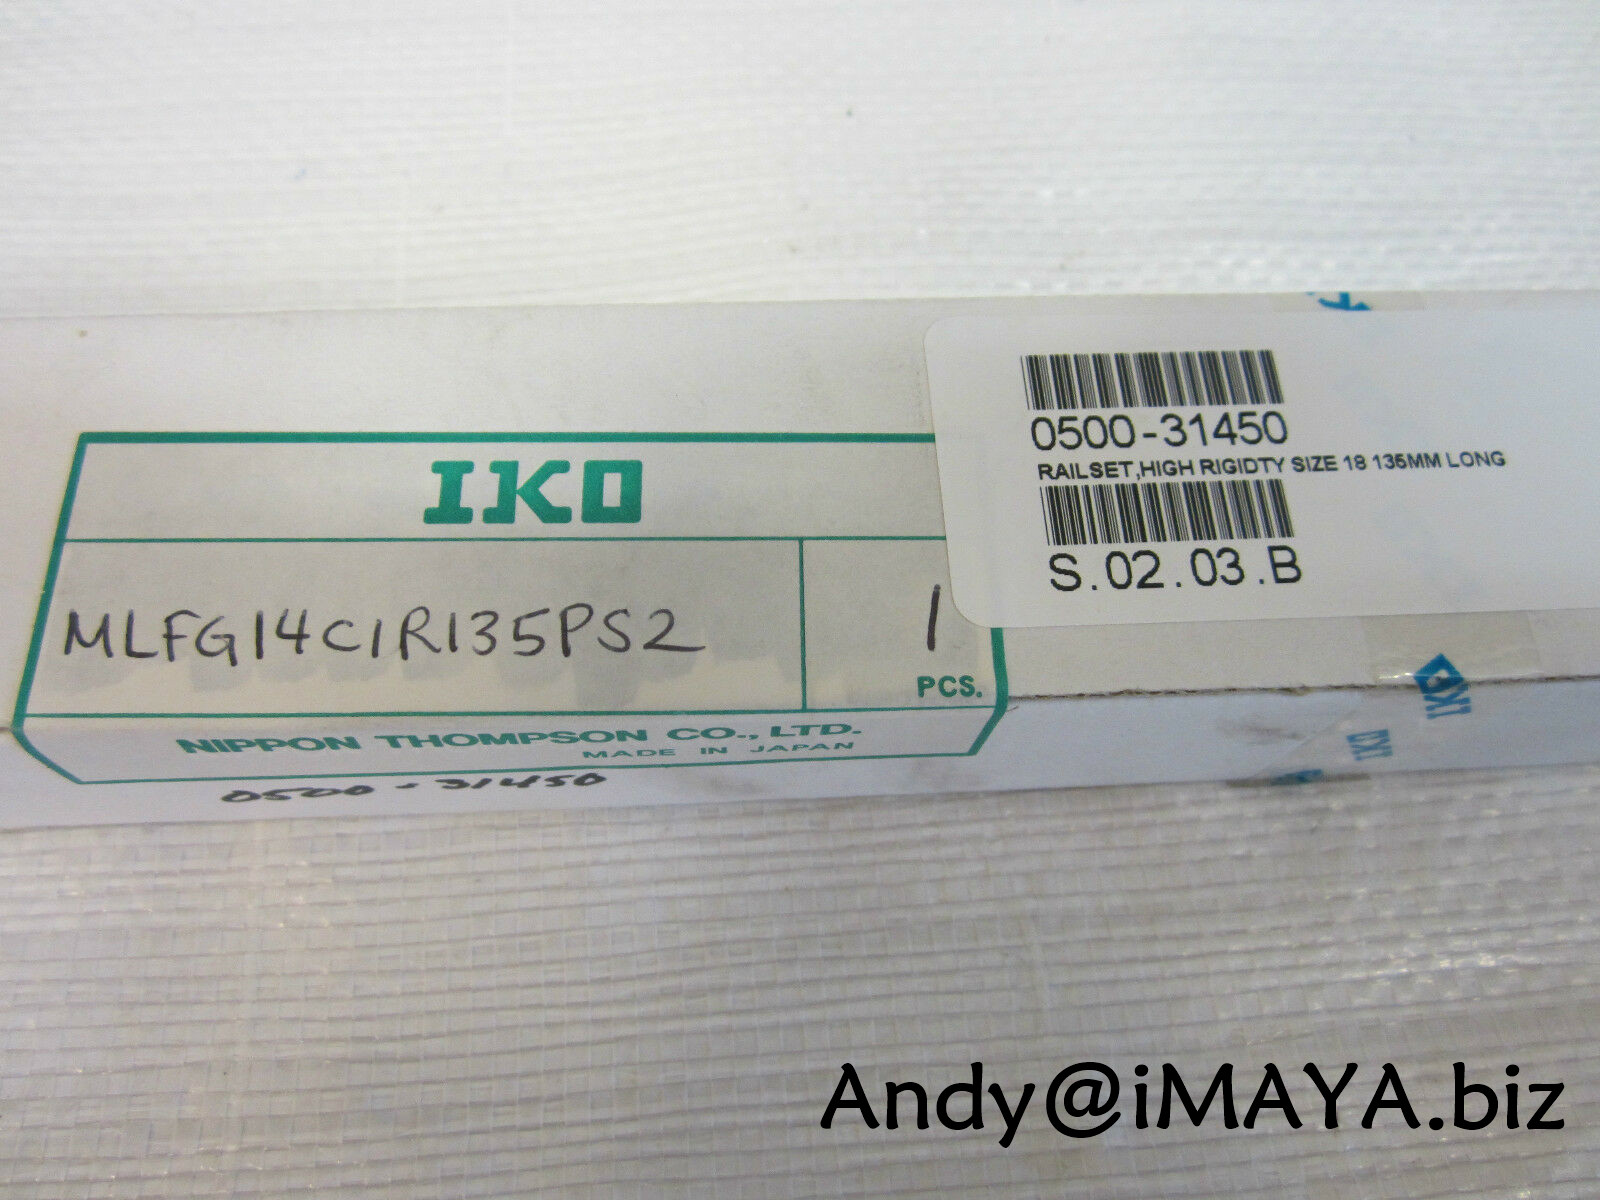 IKO
MLFG14C1R135PS2
1
PCS.
NIPPON THOMPSON CO., LTD.
MADE IN JAPAN
0500-31450
0500-31450
RAILSET,HIGH RIGIDTY SIZE 18 135MM LONG
S.02.03.B
IKO
Andy@iMAYA.biz